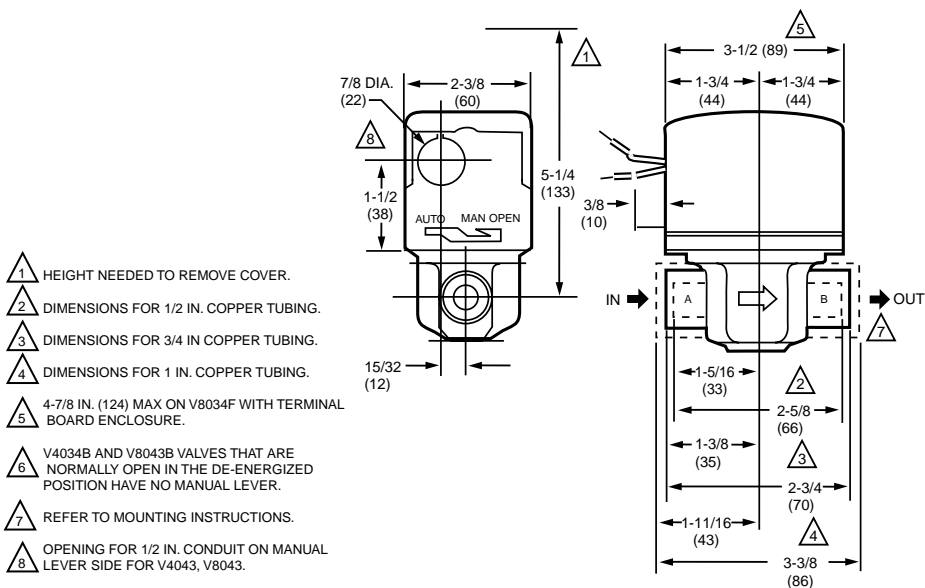 5
3-1/2 (89)
1
7/8 DIA.
(22)
2-3/8
(60)
1-3/4
(44)
1-3/4
(44)
8
5-1/4
(133)
1-1/2
(38)
3/8
(10)
AUTO MAN OPEN
IN A B OUT
7
15/32
(12)
1-5/16
(33)
2
2-5/8
(66)
1-3/8
(35)
3
2-3/4
(70)
1-11/16
(43)
4
3-3/8
(86)
1 HEIGHT NEEDED TO REMOVE COVER.
2 DIMENSIONS FOR 1/2 IN. COPPER TUBING.
3 DIMENSIONS FOR 3/4 IN COPPER TUBING.
4 DIMENSIONS FOR 1 IN. COPPER TUBING.
5 4-7/8 IN. (124) MAX ON V8034F WITH TERMINAL
BOARD ENCLOSURE.
6 V4034B AND V8043B VALVES THAT ARE
NORMALLY OPEN IN THE DE-ENERGIZED
POSITION HAVE NO MANUAL LEVER.
7 REFER TO MOUNTING INSTRUCTIONS.
8 OPENING FOR 1/2 IN. CONDUIT ON MANUAL
LEVER SIDE FOR V4043, V8043.